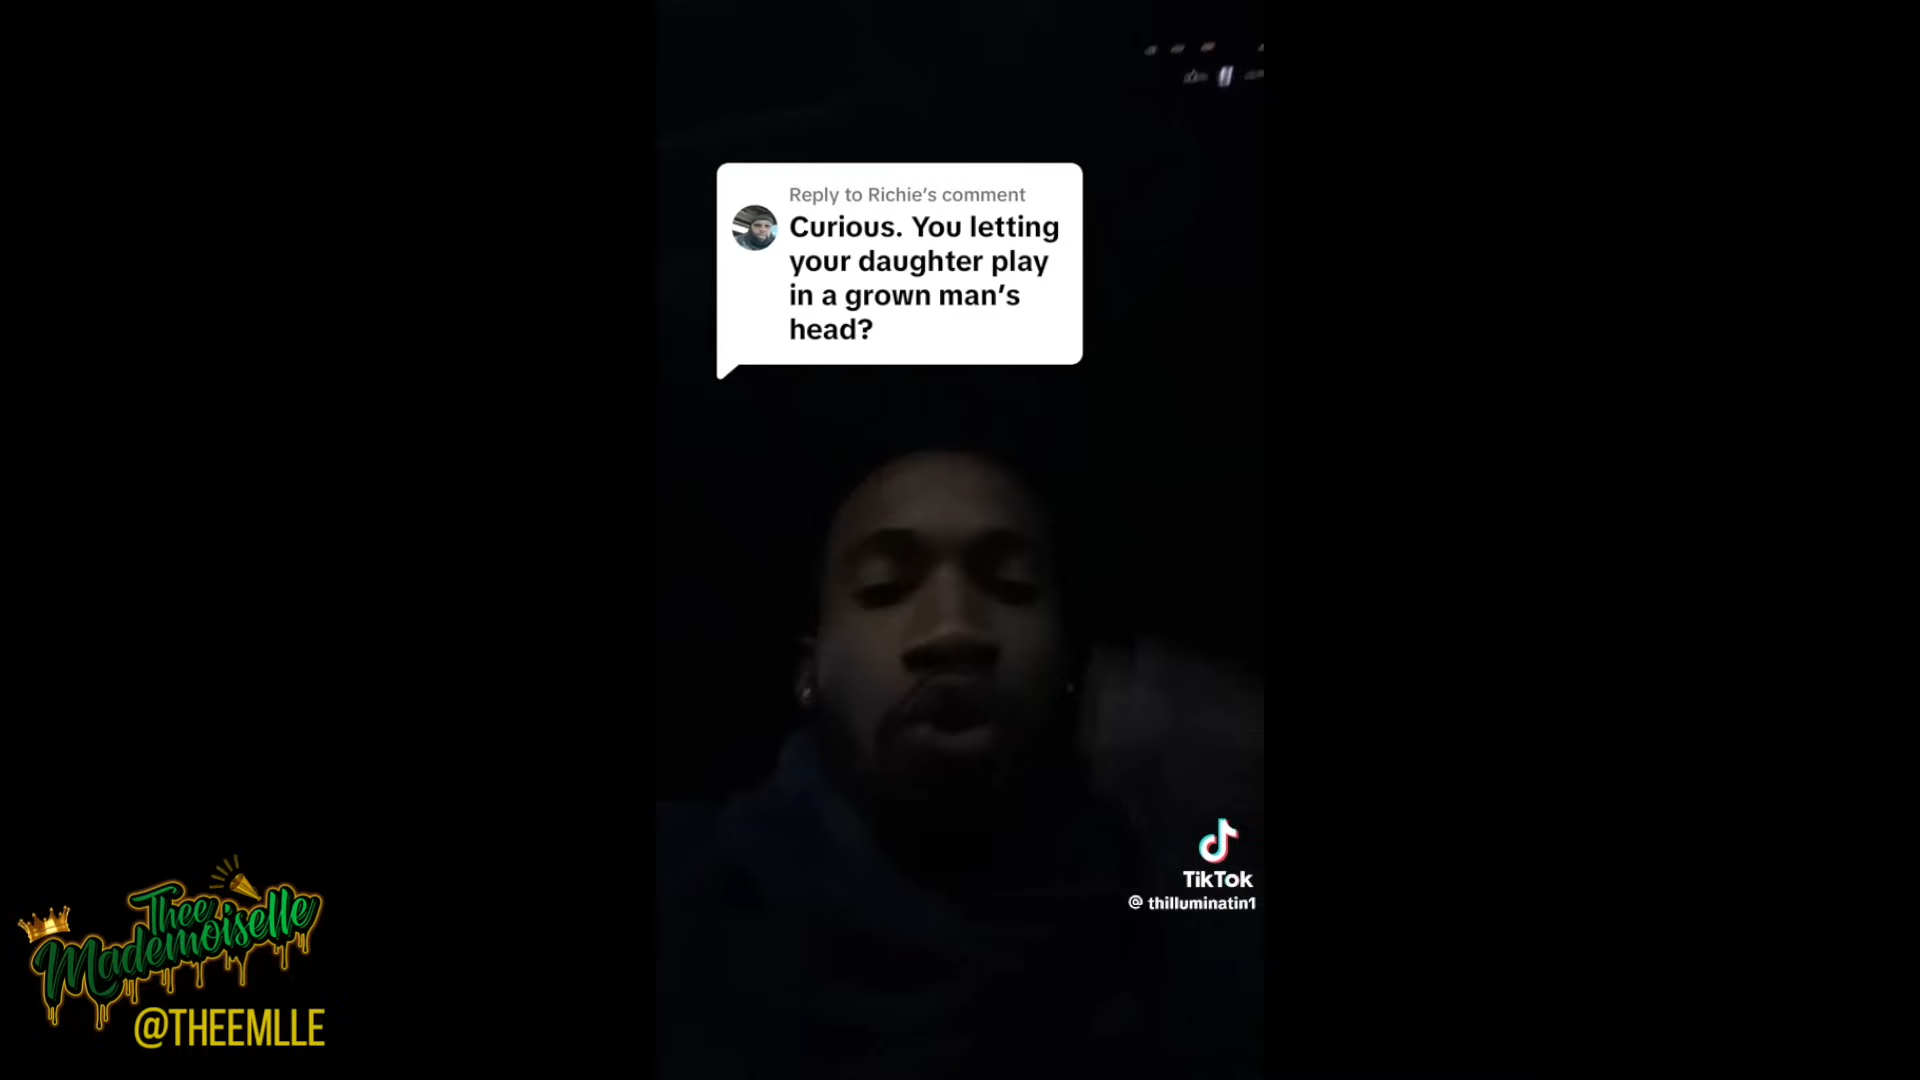 Reply to Richie’s comment
Curious. You letting
your daughter play
in a grown man’s
head?
TikTok
@ thilluminatin1
Thee
Mademoiselle
@THEEMLLE